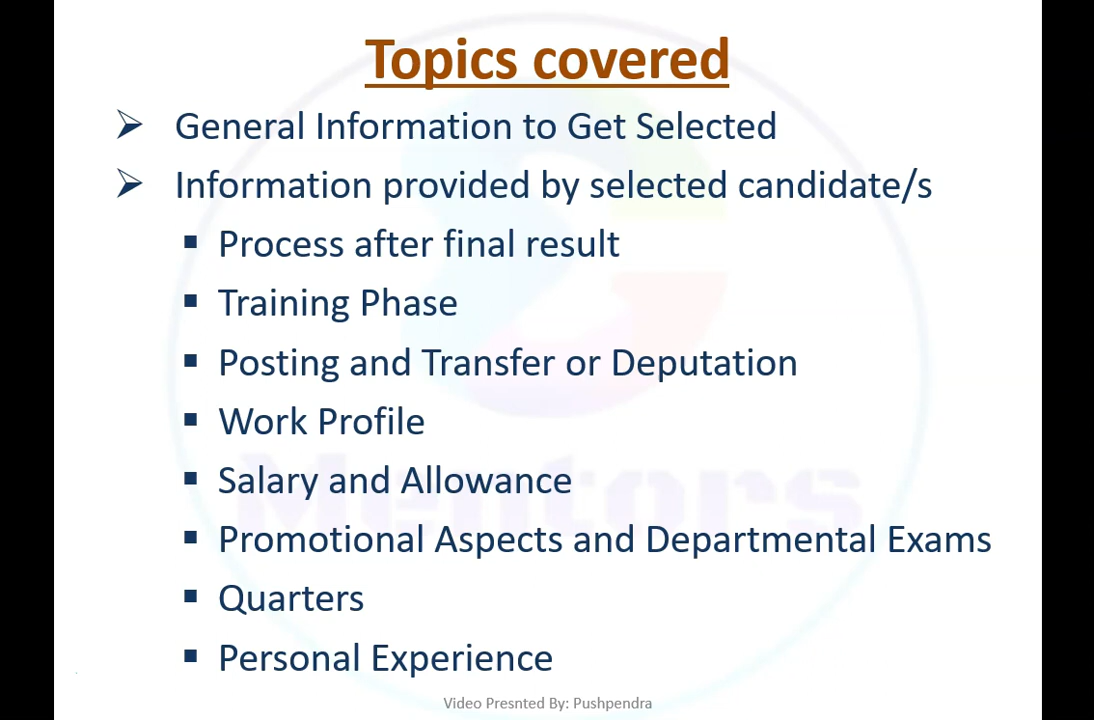 Topics covered
General Information to Get Selected
Information provided by selected candidate/s
Process after final result
Training Phase
Posting and Transfer or Deputation
Work Profile
Salary and Allowance
Mentors
Promotional Aspects and Departmental Exams
Quarters
Personal Experience
Video Presnted By: Pushpendra